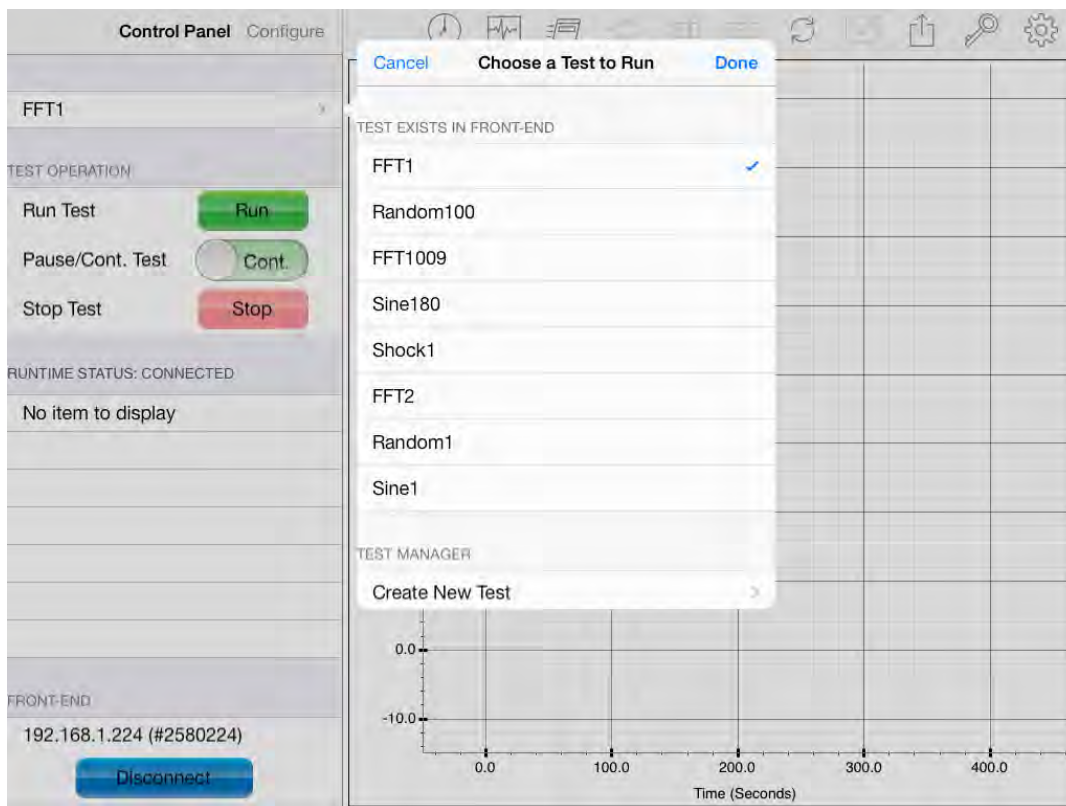 Control Panel Configure
FFT1
TEST OPERATION
Run Test Run
Pause/Cont. Test Cont.
Stop Test Stop
RUNTIME STATUS: CONNECTED
No item to display
FRONT-END
192.168.1.224 (#2580224)
Disconnect
Cancel Choose a Test to Run Done
TEST EXISTS IN FRONT-END
FFT1
Random100
FFT1009
Sine180
Shock1
FFT2
Random1
Sine1
TEST MANAGER
Create New Test
0.0
-10.0
0.0 100.0 200.0 300.0 400.0
Time (Seconds)